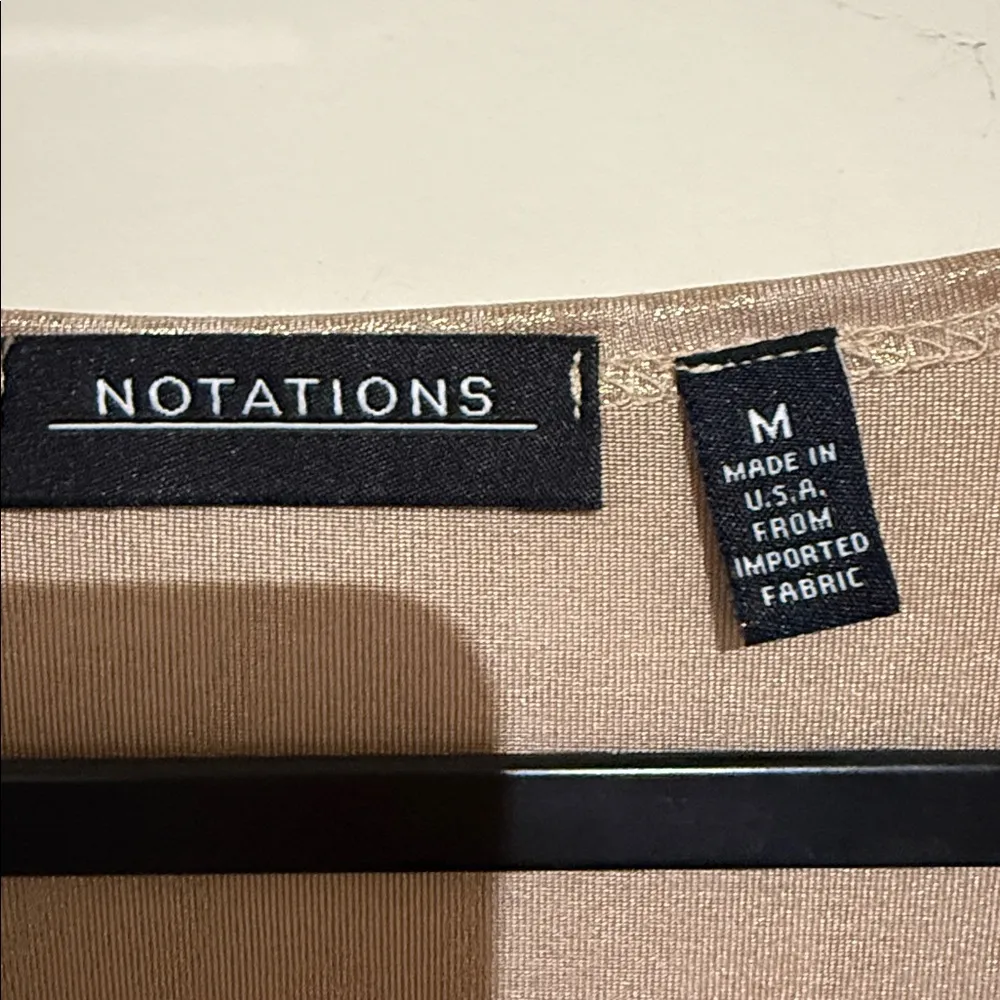 NOTATIONS
M
MADE IN
U.S.A.
FROM
IMPORTED
FABRIC